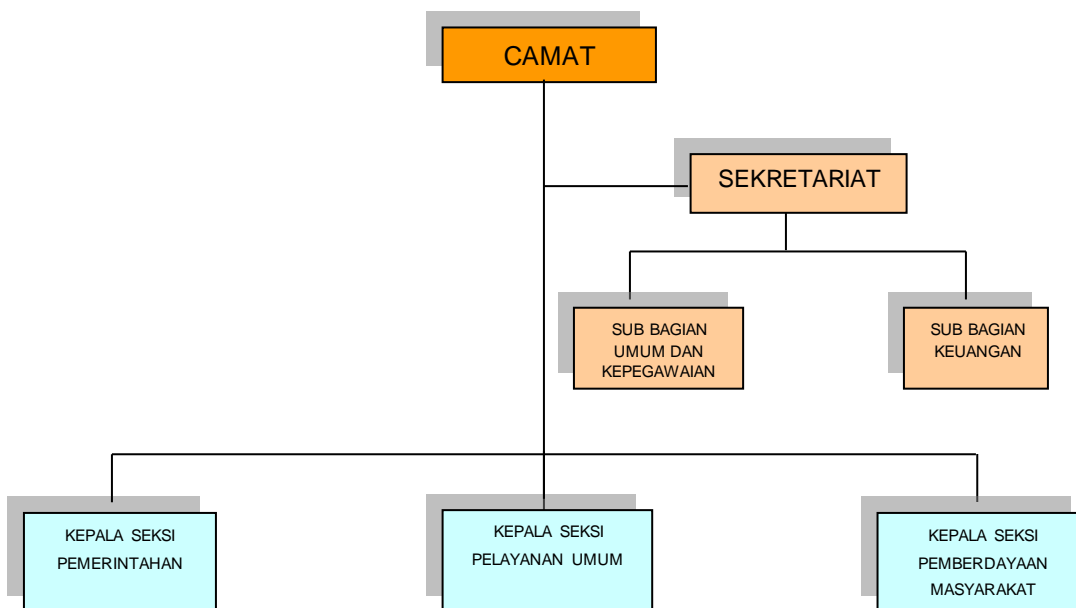 CAMAT
SEKRETARIAT
SUB BAGIAN
UMUM DAN
KEPEGAWAIAN
SUB BAGIAN
KEUANGAN
KEPALA SEKSI
PEMERINTAHAN
KEPALA SEKSI
PELAYANAN UMUM
KEPALA SEKSI
PEMBERDAYAAN
MASYARAKAT